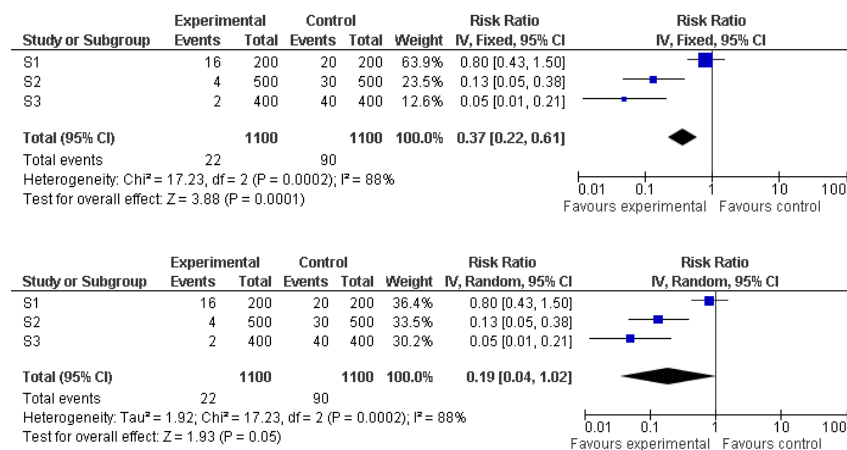 Experimental Control Risk Ratio Risk Ratio
Study or Subgroup Events Total Events Total Weight IV, Fixed, 95% CI IV, Fixed, 95% CI
S1 16 200 20 200 63.9% 0.80 [0.43, 1.50]
S2 4 500 30 500 23.5% 0.13 [0.05, 0.38]
S3 2 400 40 400 12.6% 0.05 [0.01, 0.21]
Total (95% CI) 1100 1100 100.0% 0.37 [0.22, 0.61]
Total events 22 90
Heterogeneity: Chi² = 17.23, df = 2 (P = 0.0002); I² = 88%
Test for overall effect: Z = 3.88 (P = 0.0001)
0.01 0.1 1 10 100
Favours experimental Favours control
Experimental Control Risk Ratio Risk Ratio
Study or Subgroup Events Total Events Total Weight IV, Random, 95% CI IV, Random, 95% CI
S1 16 200 20 200 36.4% 0.80 [0.43, 1.50]
S2 4 500 30 500 33.5% 0.13 [0.05, 0.38]
S3 2 400 40 400 30.2% 0.05 [0.01, 0.21]
Total (95% CI) 1100 1100 100.0% 0.19 [0.04, 1.02]
Total events 22 90
Heterogeneity: Tau² = 1.92; Chi² = 17.23, df = 2 (P = 0.0002); I² = 88%
Test for overall effect: Z = 1.93 (P = 0.05)
0.01 0.1 1 10 100
Favours experimental Favours control